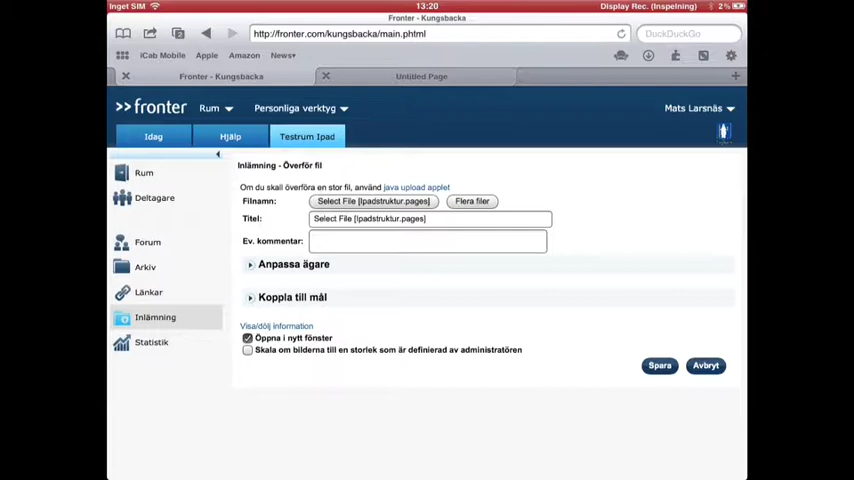 Inget SIM 13:20 Display Rec. (Inspelning) 2%
Fronter - Kungsbacka
http://fronter.com/kungsbacka/main.phtml DuckDuckGo
iCab Mobile Apple Amazon News▾
Fronter - Kungsbacka Untitled Page
>>fronter Rum Personliga verktyg Mats Larsnäs
Idag Hjälp Testrum Ipad
Rum
Deltagare
Forum
Arkiv
Länkar
Inlämning
Statistik
Inlämning - Överför fil
Om du skall överföra en stor fil, använd java upload applet
Filnamn: Select File [Ipadstruktur.pages] Flera filer
Titel: Select File [Ipadstruktur.pages]
Ev. kommentar:
Anpassa ägare
Koppla till mål
Visa/dölj information
Öppna i nytt fönster
Skala om bilderna till en storlek som är definierad av administratören
Spara Avbryt